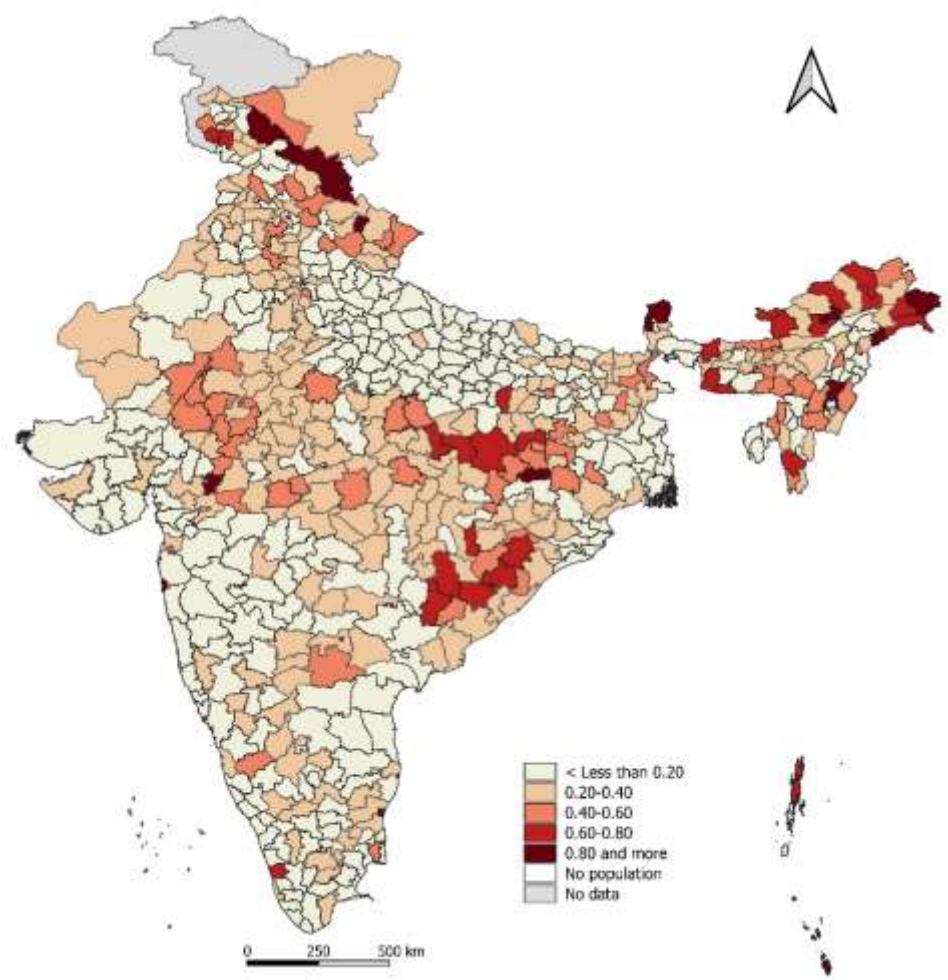 < Less than 0.20
0.20-0.40
0.40-0.60
0.60-0.80
0.80 and more
No population
No data
0 250 500 km